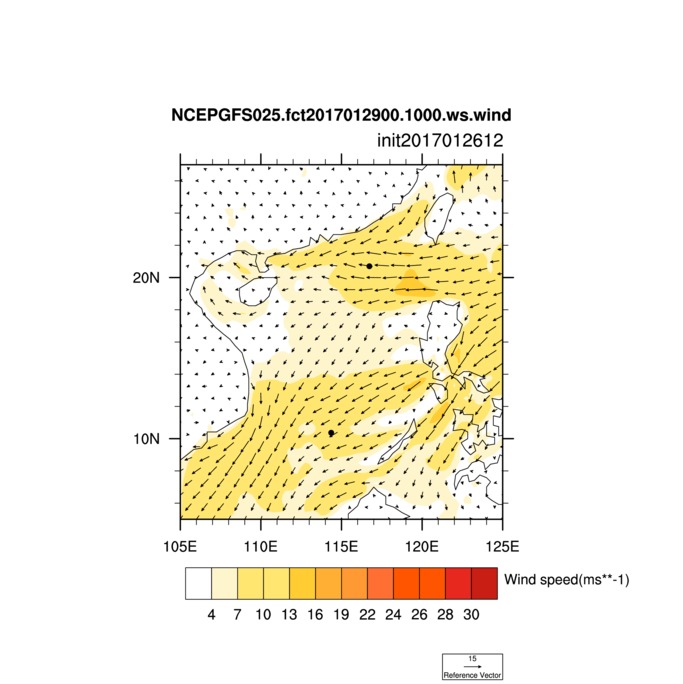 NCEPGFS025.fct2017012900.1000.ws.wind
init2017012612
20N
10N
105E 110E 115E 120E 125E
Wind speed(ms**-1)
4 7 10 13 16 19 22 24 26 28 30
15
Reference Vector